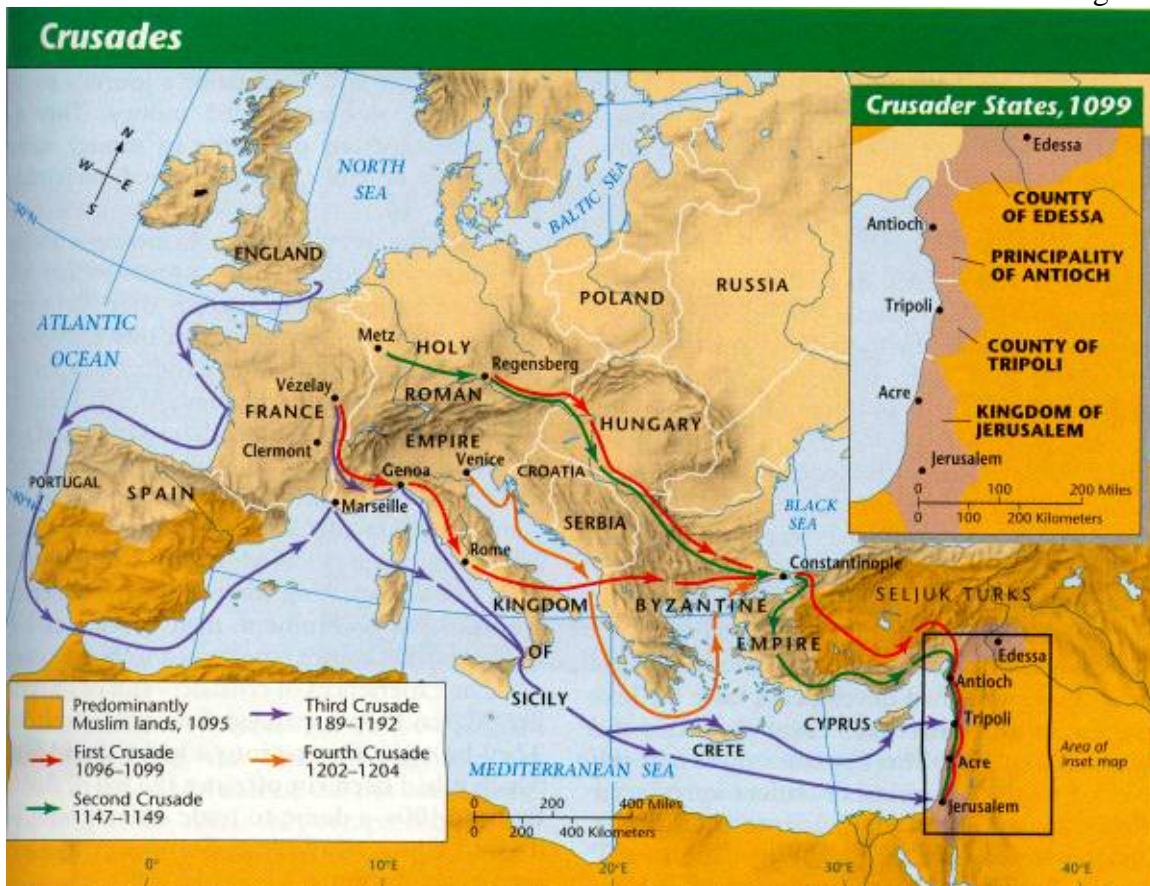 g
Crusades
Crusader States, 1099
Edessa
COUNTY
OF EDESSA
Antioch
PRINCIPALITY
OF ANTIOCH
Tripoli
COUNTY OF
TRIPOLI
Acre
KINGDOM OF
JERUSALEM
Jerusalem
0 100 200 Miles
0 100 200 Kilometers
N
W
E
S
50°N
NORTH
SEA
BALTIC SEA
ENGLAND
ATLANTIC
OCEAN
POLAND
RUSSIA
Metz
HOLY
Regensberg
Vézelay
ROMAN
FRANCE
HUNGARY
Clermont
EMPIRE
Genoa
Venice
CROATIA
PORTUGAL
40°N
SPAIN
Marseille
SERBIA
BLACK
SEA
Rome
Constantinople
KINGDOM
BYZANTINE
SELJUK TURKS
OF
EMPIRE
Edessa
Antioch
SICILY
CYPRUS
Tripoli
CRETE
Acre
Area of
inset map
MEDITERRANEAN SEA
Jerusalem
Predominantly
Muslim lands, 1095
First Crusade
1096–1099
Second Crusade
1147–1149
Third Crusade
1189–1192
Fourth Crusade
1202–1204
0 200 400 Miles
0 200 400 Kilometers
0°
10°E
20°E
30°E
40°E